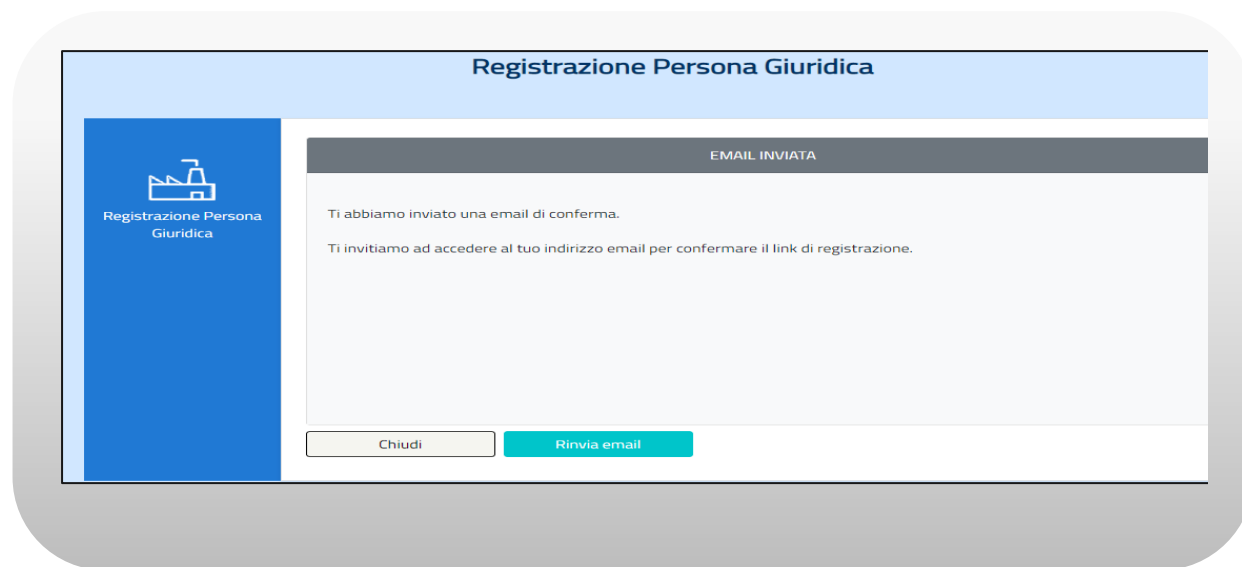 Registrazione Persona Giuridica
Registrazione Persona
Giuridica
EMAIL INVIATA
Ti abbiamo inviato una email di conferma.
Ti invitiamo ad accedere al tuo indirizzo email per confermare il link di registrazione.
Chiudi
Rinvia email